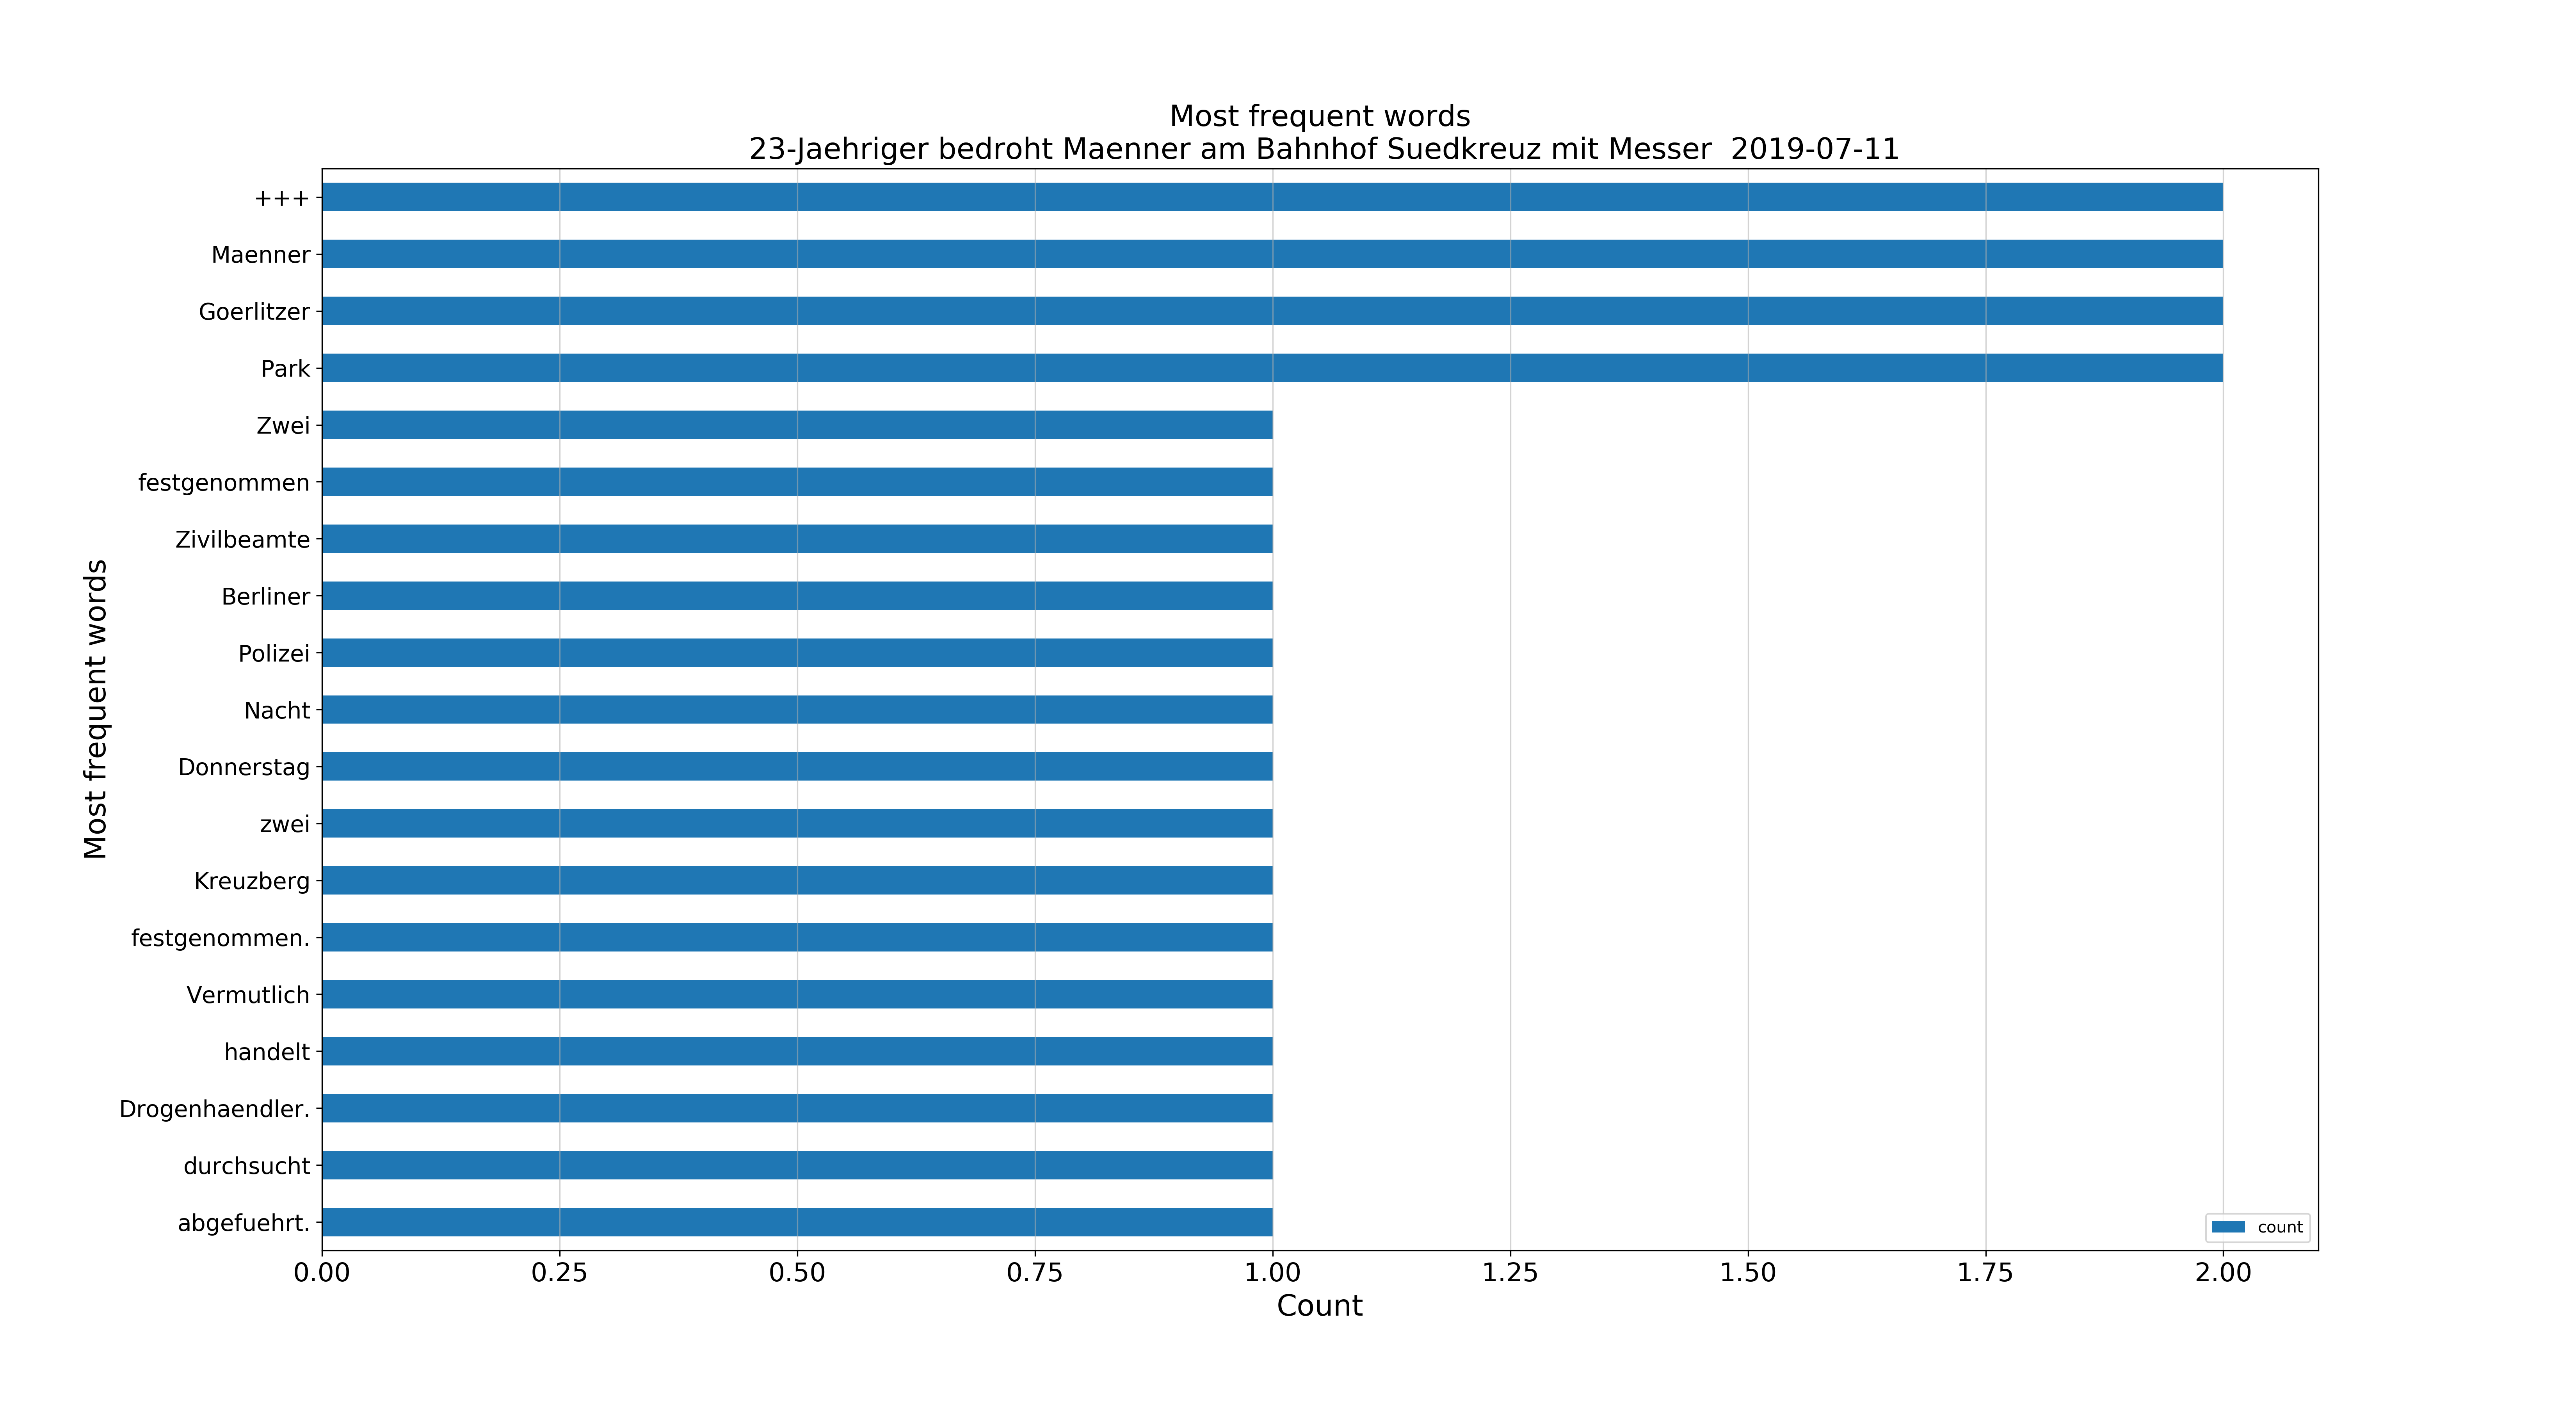 Most frequent words
23-Jaehriger bedroht Maenner am Bahnhof Suedkreuz mit Messer  2019-07-11
Most frequent words
+++
Maenner
Goerlitzer
Park
Zwei
festgenommen
Zivilbeamte
Berliner
Polizei
Nacht
Donnerstag
zwei
Kreuzberg
festgenommen.
Vermutlich
handelt
Drogenhaendler.
durchsucht
abgefuehrt.
count
0.00 0.25 0.50 0.75 1.00 1.25 1.50 1.75 2.00
Count